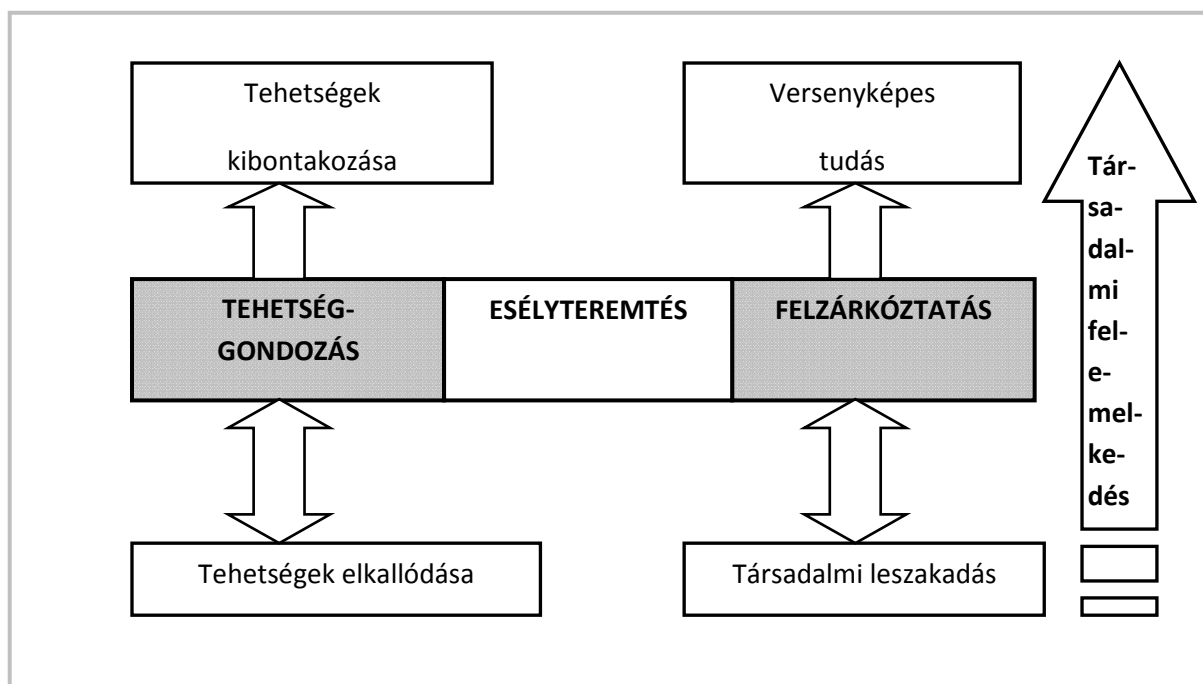 Tehetségek
kibontakozása
Versenyképes
tudás
Tár-
sa-
dal-
mi
fel-
e-
mel-
ke-
dés
TEHETSÉG-
GONDOZÁS
ESÉLYTEREMTÉS
FELZÁRKÓZTATÁS
Tehetségek elkallódása
Társadalmi leszakadás